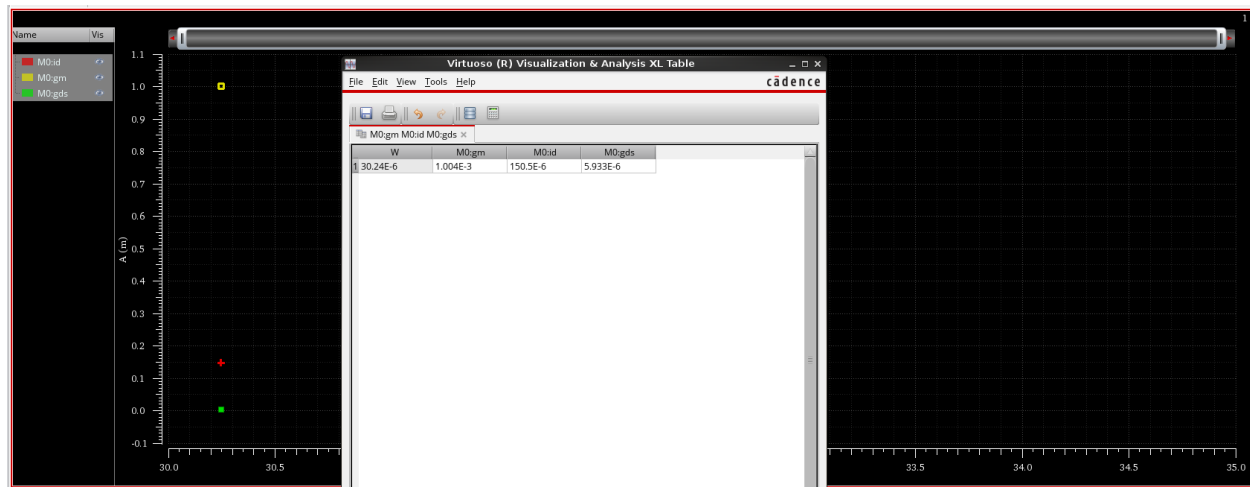 1
Name Vis
M0:id
M0:gm
M0:gds
1.1
1.0
0.9
0.8
0.7
0.6
0.5
0.4
0.3
0.2
0.1
0.0
-0.1
A (m)
30.0 30.5 33.5 34.0 34.5 35.0
Virtuoso (R) Visualization & Analysis XL Table
File Edit View Tools Help cādence
M0:gm M0:id M0:gds
W M0:gm M0:id M0:gds
1 30.24E-6 1.004E-3 150.5E-6 5.933E-6